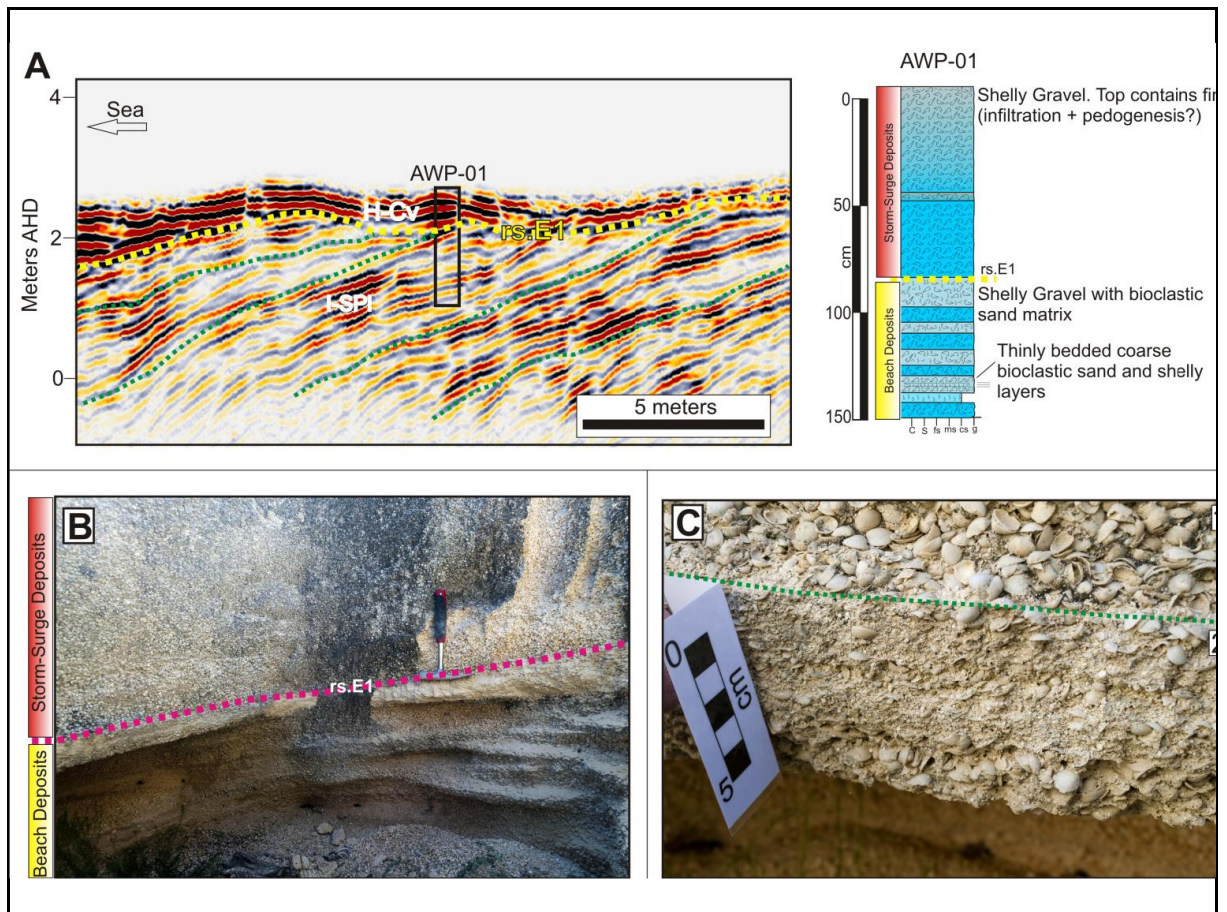 A
AWP-01
4
Sea
2
0
Meters AHD
AWP-01
H-Cv
rs.E1
I-SPI
5 meters
0
50
cm
100
150
Storm-Surge Deposits
Beach Deposits
Shelly Gravel. Top contains
(infiltration + pedogenesis?)
rs.E1
Shelly Gravel with bioclastic
sand matrix
Thinly bedded coarse
bioclastic sand and shelly
layers
C S fs ms cs g
B
Storm-Surge Deposits
Beach Deposits
rs.E1
C
0
cm
5